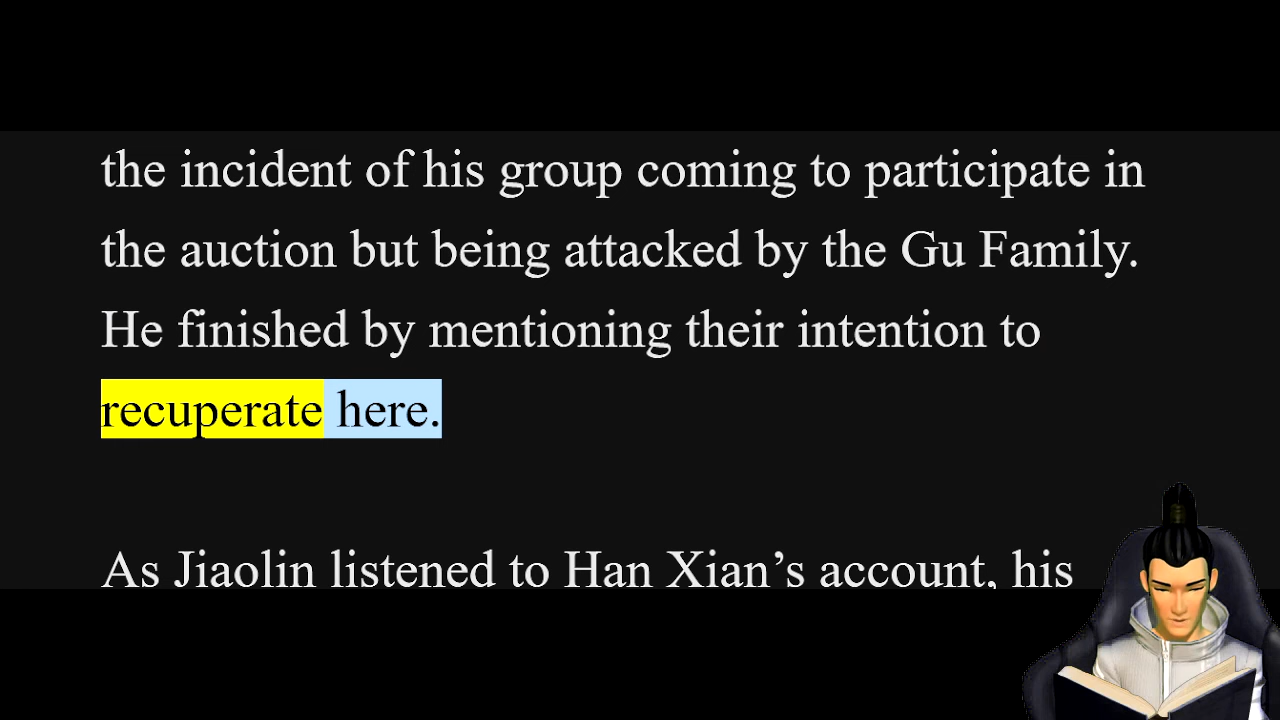 the incident of his group coming to participate in
the auction but being attacked by the Gu Family.
He finished by mentioning their intention to
recuperate here.
As Jiaolin listened to Han Xian’s account, his